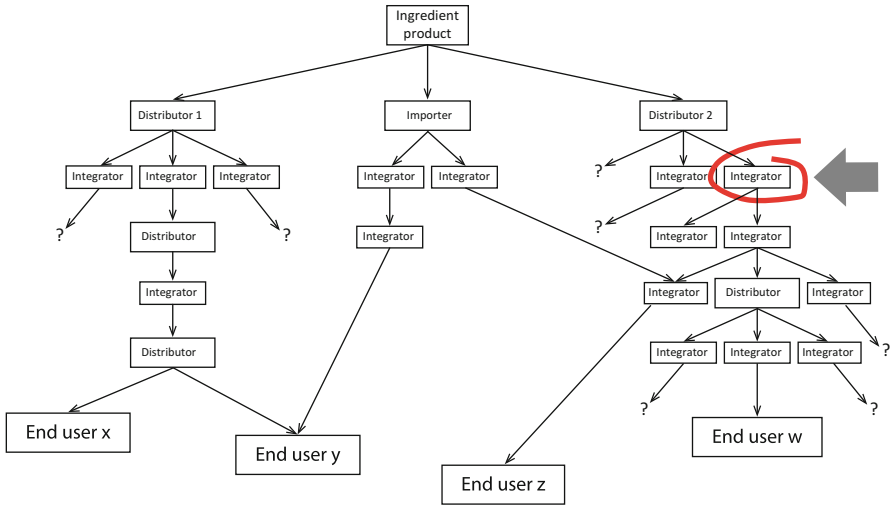 Ingredient
product
Distributor 1
Importer
Distributor 2
Integrator
Integrator
Integrator
Integrator
Integrator
?
Integrator
Integrator
?
?
Distributor
Integrator
?
Integrator
Integrator
Integrator
Integrator
Distributor
Integrator
Distributor
Integrator
Integrator
Integrator
?
?
?
End user x
End user y
End user w
End user z